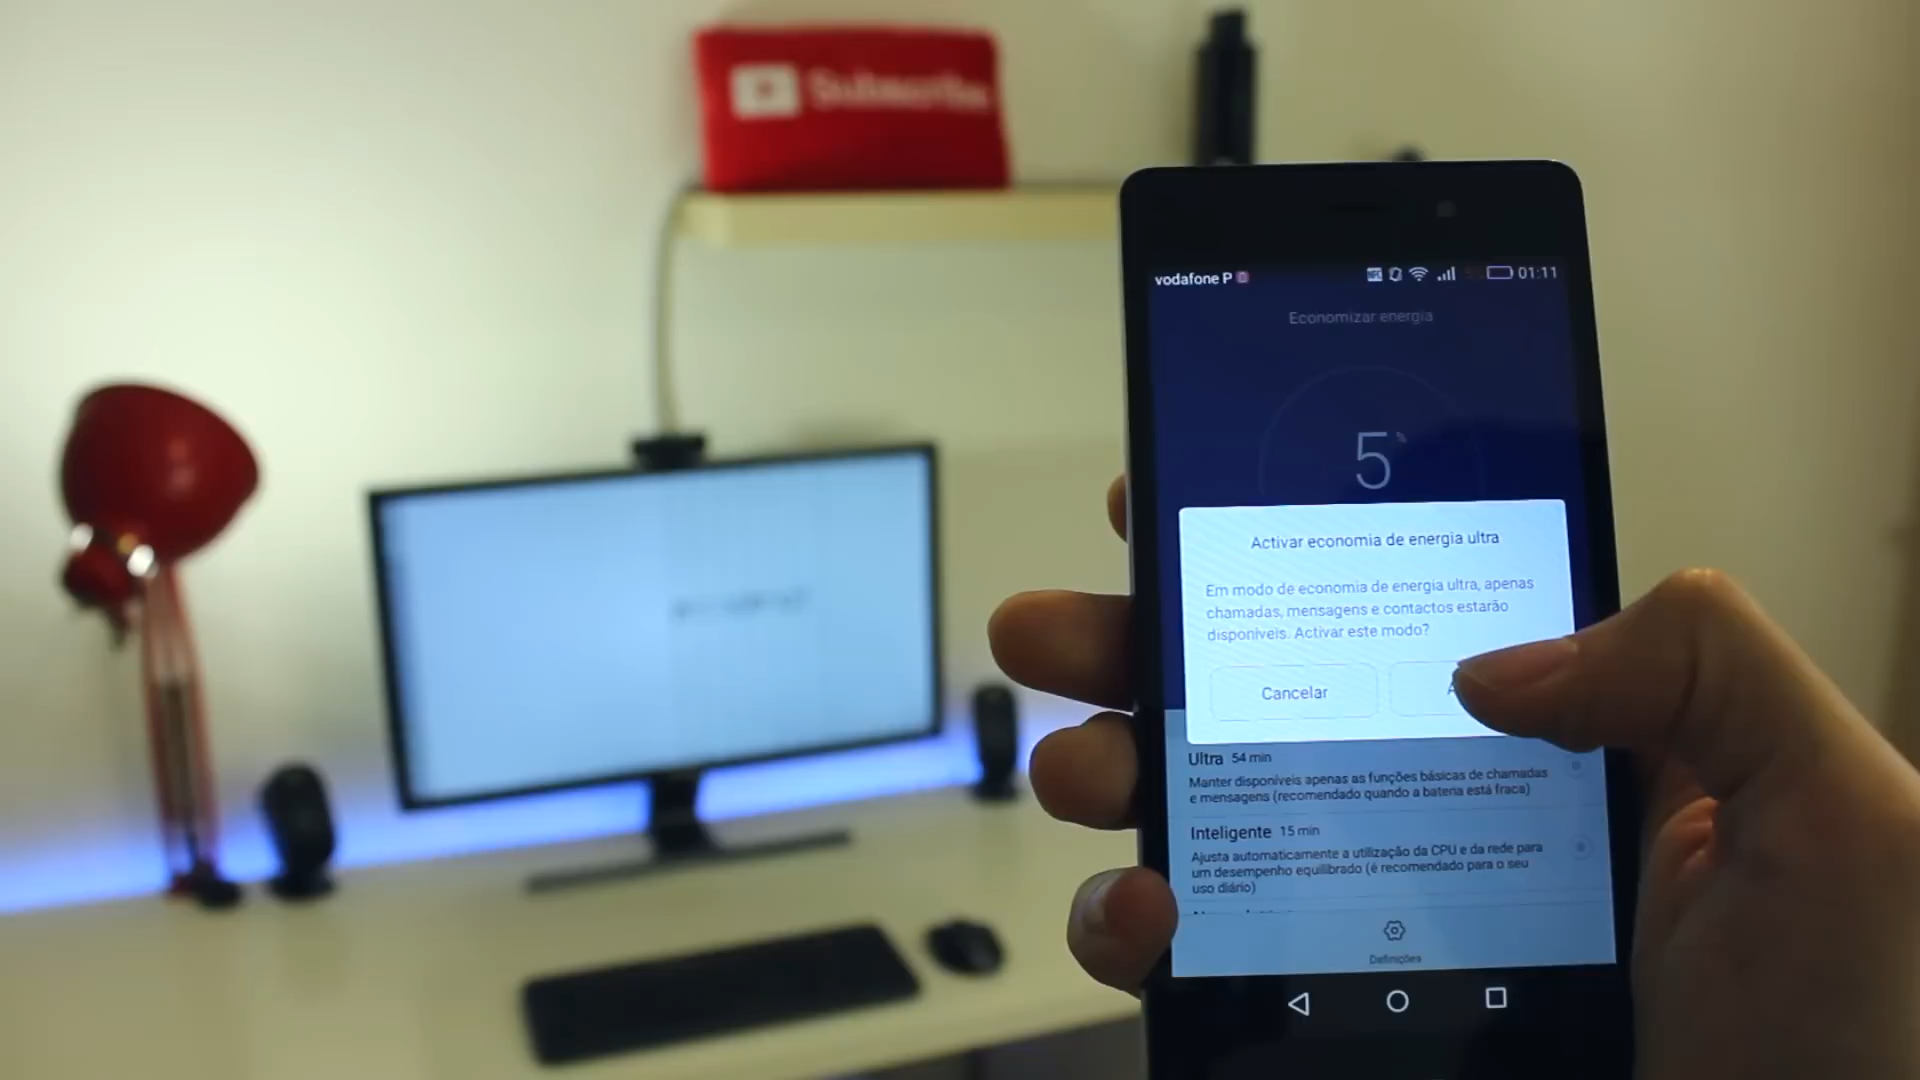 Subscribe
vodafone P
01:11
Economizar energia
5%
Activar economia de energia ultra
Em modo de economia de energia ultra, apenas
chamadas, mensagens e contactos estarão
disponíveis. Activar este modo?
Cancelar
A
Ultra 54 min
Manter disponíveis apenas as funções básicas de chamadas
e mensagens (recomendado quando a bateria está fraca)
Inteligente 15 min
Ajusta automaticamente a utilização da CPU e da rede para
um desempenho equilibrado (é recomendado para o seu
uso diário)
Definições